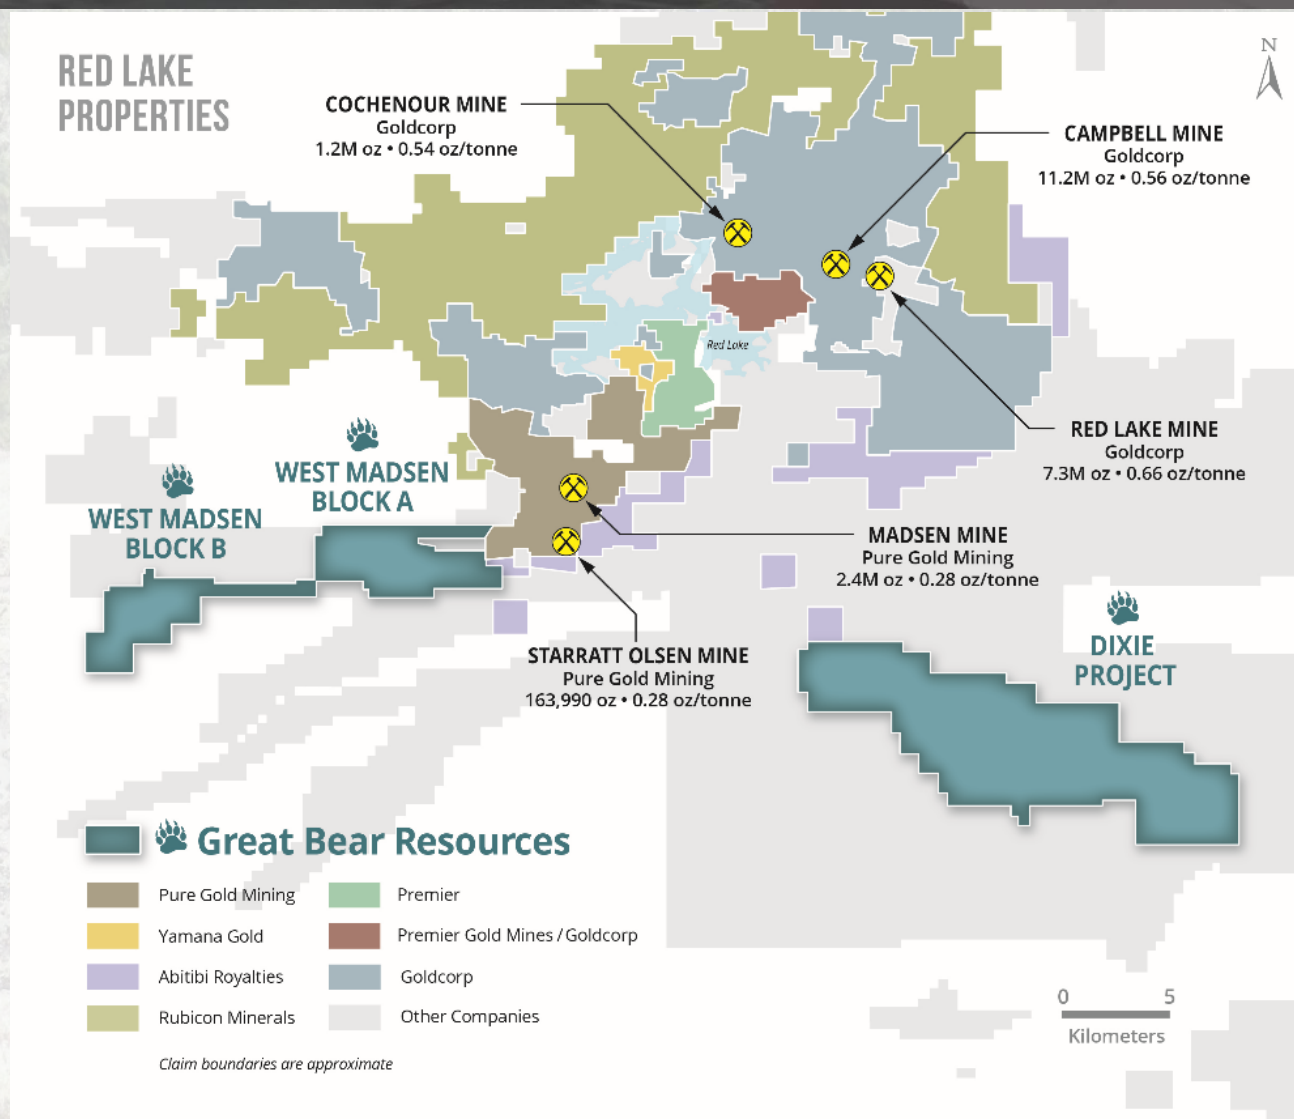 RED LAKE
PROPERTIES
N
COCHENOUR MINE
Goldcorp
1.2M oz • 0.54 oz/tonne
CAMPBELL MINE
Goldcorp
11.2M oz • 0.56 oz/tonne
Red Lake
RED LAKE MINE
Goldcorp
7.3M oz • 0.66 oz/tonne
WEST MADSEN
BLOCK A
WEST MADSEN
BLOCK B
MADSEN MINE
Pure Gold Mining
2.4M oz • 0.28 oz/tonne
STARRATT OLSEN MINE
Pure Gold Mining
163,990 oz • 0.28 oz/tonne
DIXIE
PROJECT
Great Bear Resources
Pure Gold Mining
Premier
Yamana Gold
Premier Gold Mines / Goldcorp
Abitibi Royalties
Goldcorp
Rubicon Minerals
Other Companies
Claim boundaries are approximate
0 5
Kilometers